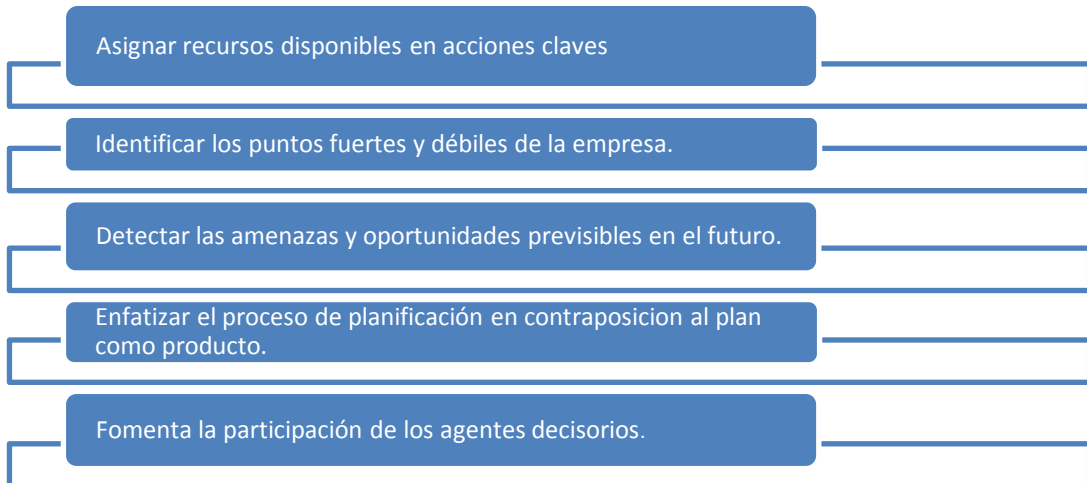 Asignar recursos disponibles en acciones claves
Identificar los puntos fuertes y débiles de la empresa.
Detectar las amenazas y oportunidades previsibles en el futuro.
Enfatizar el proceso de planificación en contraposicion al plan
como producto.
Fomenta la participación de los agentes decisorios.